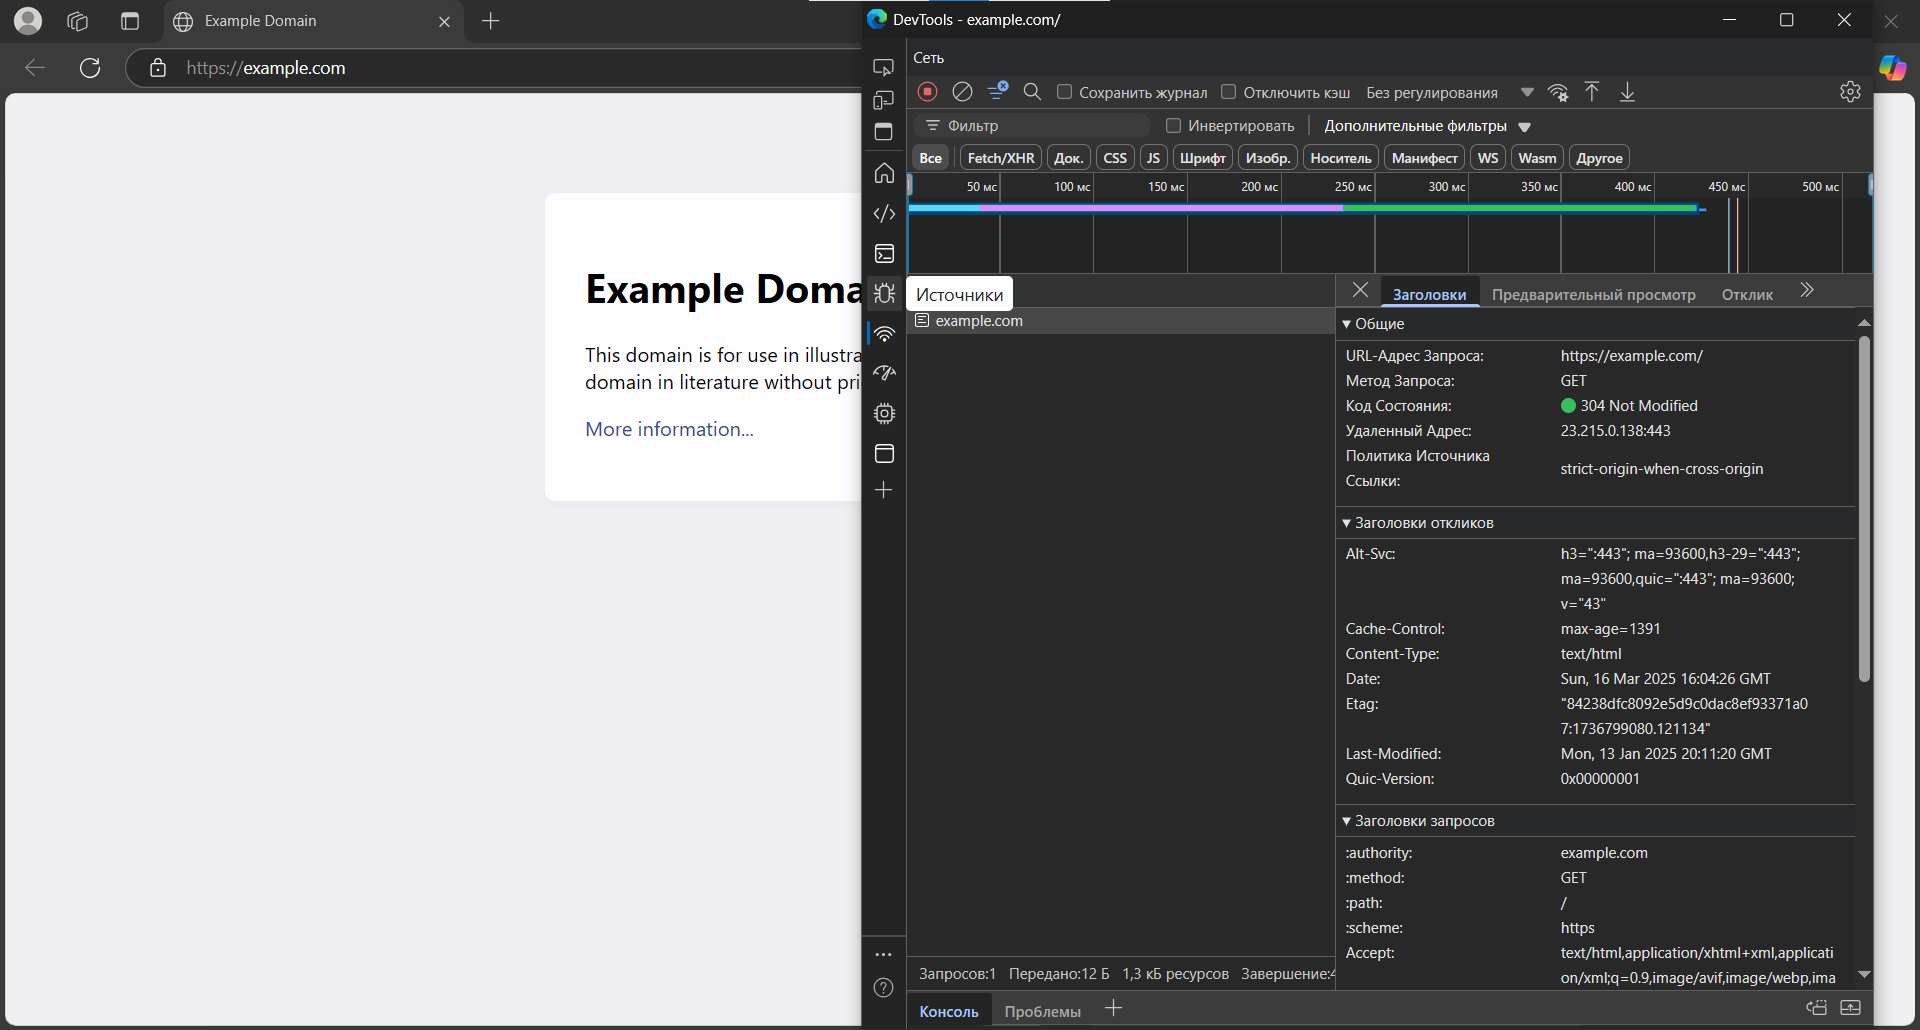 Example Domain
https://example.com
Example Doma
This domain is for use in illustra
domain in literature without pri
More information...
DevTools - example.com/
Сеть
Сохранить журнал
Отключить кэш
Без регулирования
Фильтр
Инвертировать
Дополнительные фильтры
Все
Fetch/XHR
Док.
CSS
JS
Шрифт
Изобр.
Носитель
Манифест
WS
Wasm
Другое
50 мс
100 мс
150 мс
200 мс
250 мс
300 мс
350 мс
400 мс
450 мс
500 мс
Источники
example.com
Заголовки
Предварительный просмотр
Отклик
Общие
URL-Адрес Запроса: https://example.com/
Метод Запроса: GET
Код Состояния: 304 Not Modified
Удаленный Адрес: 23.215.0.138:443
Политика Источника
Ссылки:
strict-origin-when-cross-origin
Заголовки откликов
Alt-Svc: h3=":443"; ma=93600,h3-29=":443";
ma=93600,quic=":443"; ma=93600;
v="43"
Cache-Control: max-age=1391
Content-Type: text/html
Date: Sun, 16 Mar 2025 16:04:26 GMT
Etag: "84238dfc8092e5d9c0dac8ef93371a0
7:1736799080.121134"
Last-Modified: Mon, 13 Jan 2025 20:11:20 GMT
Quic-Version: 0x00000001
Заголовки запросов
:authority: example.com
:method: GET
:path: /
:scheme: https
Accept: text/html,application/xhtml+xml,applicati
on/xml;q=0.9,image/avif,image/webp,ima
Запросов:1
Передано:12 Б
1,3 кБ ресурсов
Завершение:4
Консоль
Проблемы